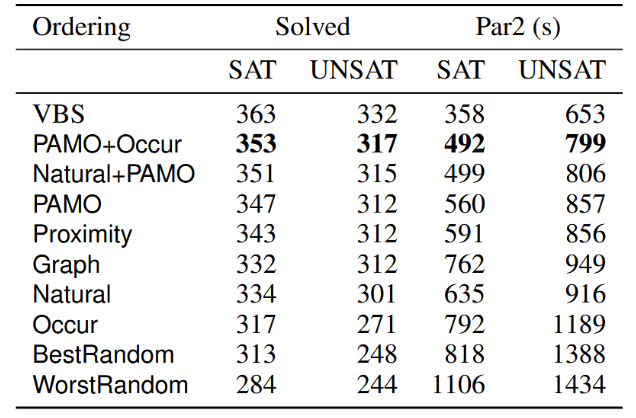 Ordering Solved Par2 (s)
SAT UNSAT SAT UNSAT
VBS 363 332 358 653
PAMO+Occur 353 317 492 799
Natural+PAMO 351 315 499 806
PAMO 347 312 560 857
Proximity 343 312 591 856
Graph 332 312 762 949
Natural 334 301 635 916
Occur 317 271 792 1189
BestRandom 313 248 818 1388
WorstRandom 284 244 1106 1434